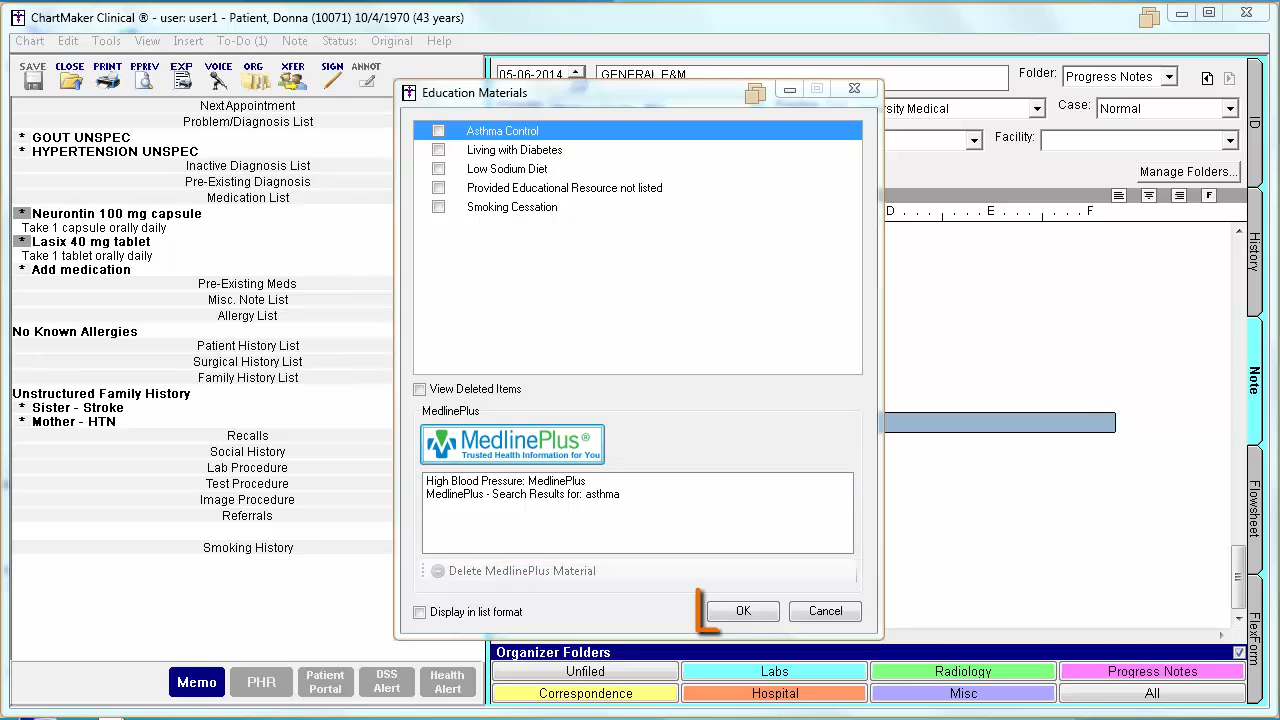 ChartMaker Clinical ® - user: user1 - Patient, Donna (10071) 10/4/1970 (43 years)
Chart Edit Tools View Insert To-Do (1) Note Status: Original Help
SAVE CLOSE PRINT PPREV EXP VOICE ORG XFER SIGN ANNOT
05-06-2014 GENERAL E&M Folder: Progress Notes
Next Appointment
Problem/Diagnosis List
* GOUT UNSPEC
* HYPERTENSION UNSPEC
Inactive Diagnosis List
Pre-Existing Diagnosis
Medication List
* Neurontin 100 mg capsule
Take 1 capsule orally daily
* Lasix 40 mg tablet
Take 1 tablet orally daily
* Add medication
Pre-Existing Meds
Misc. Note List
Allergy List
No Known Allergies
Patient History List
Surgical History List
Family History List
Unstructured Family History
* Sister - Stroke
* Mother - HTN
Recalls
Social History
Lab Procedure
Test Procedure
Image Procedure
Referrals
Smoking History
Memo PHR Patient Portal DSS Alert Health Alert
Education Materials
Asthma Control
Living with Diabetes
Low Sodium Diet
Provided Educational Resource not listed
Smoking Cessation
View Deleted Items
MedlinePlus
MedlinePlus®
Trusted Health Information for You
High Blood Pressure: MedlinePlus
MedlinePlus - Search Results for: asthma
Delete MedlinePlus Material
Display in list format
OK Cancel
Medical Case: Normal
Facility:
Manage Folders...
F
D E F
ID
History
Note
Flowsheet
FlexForm
Organizer Folders
Unfiled Labs Radiology Progress Notes
Correspondence Hospital Misc All